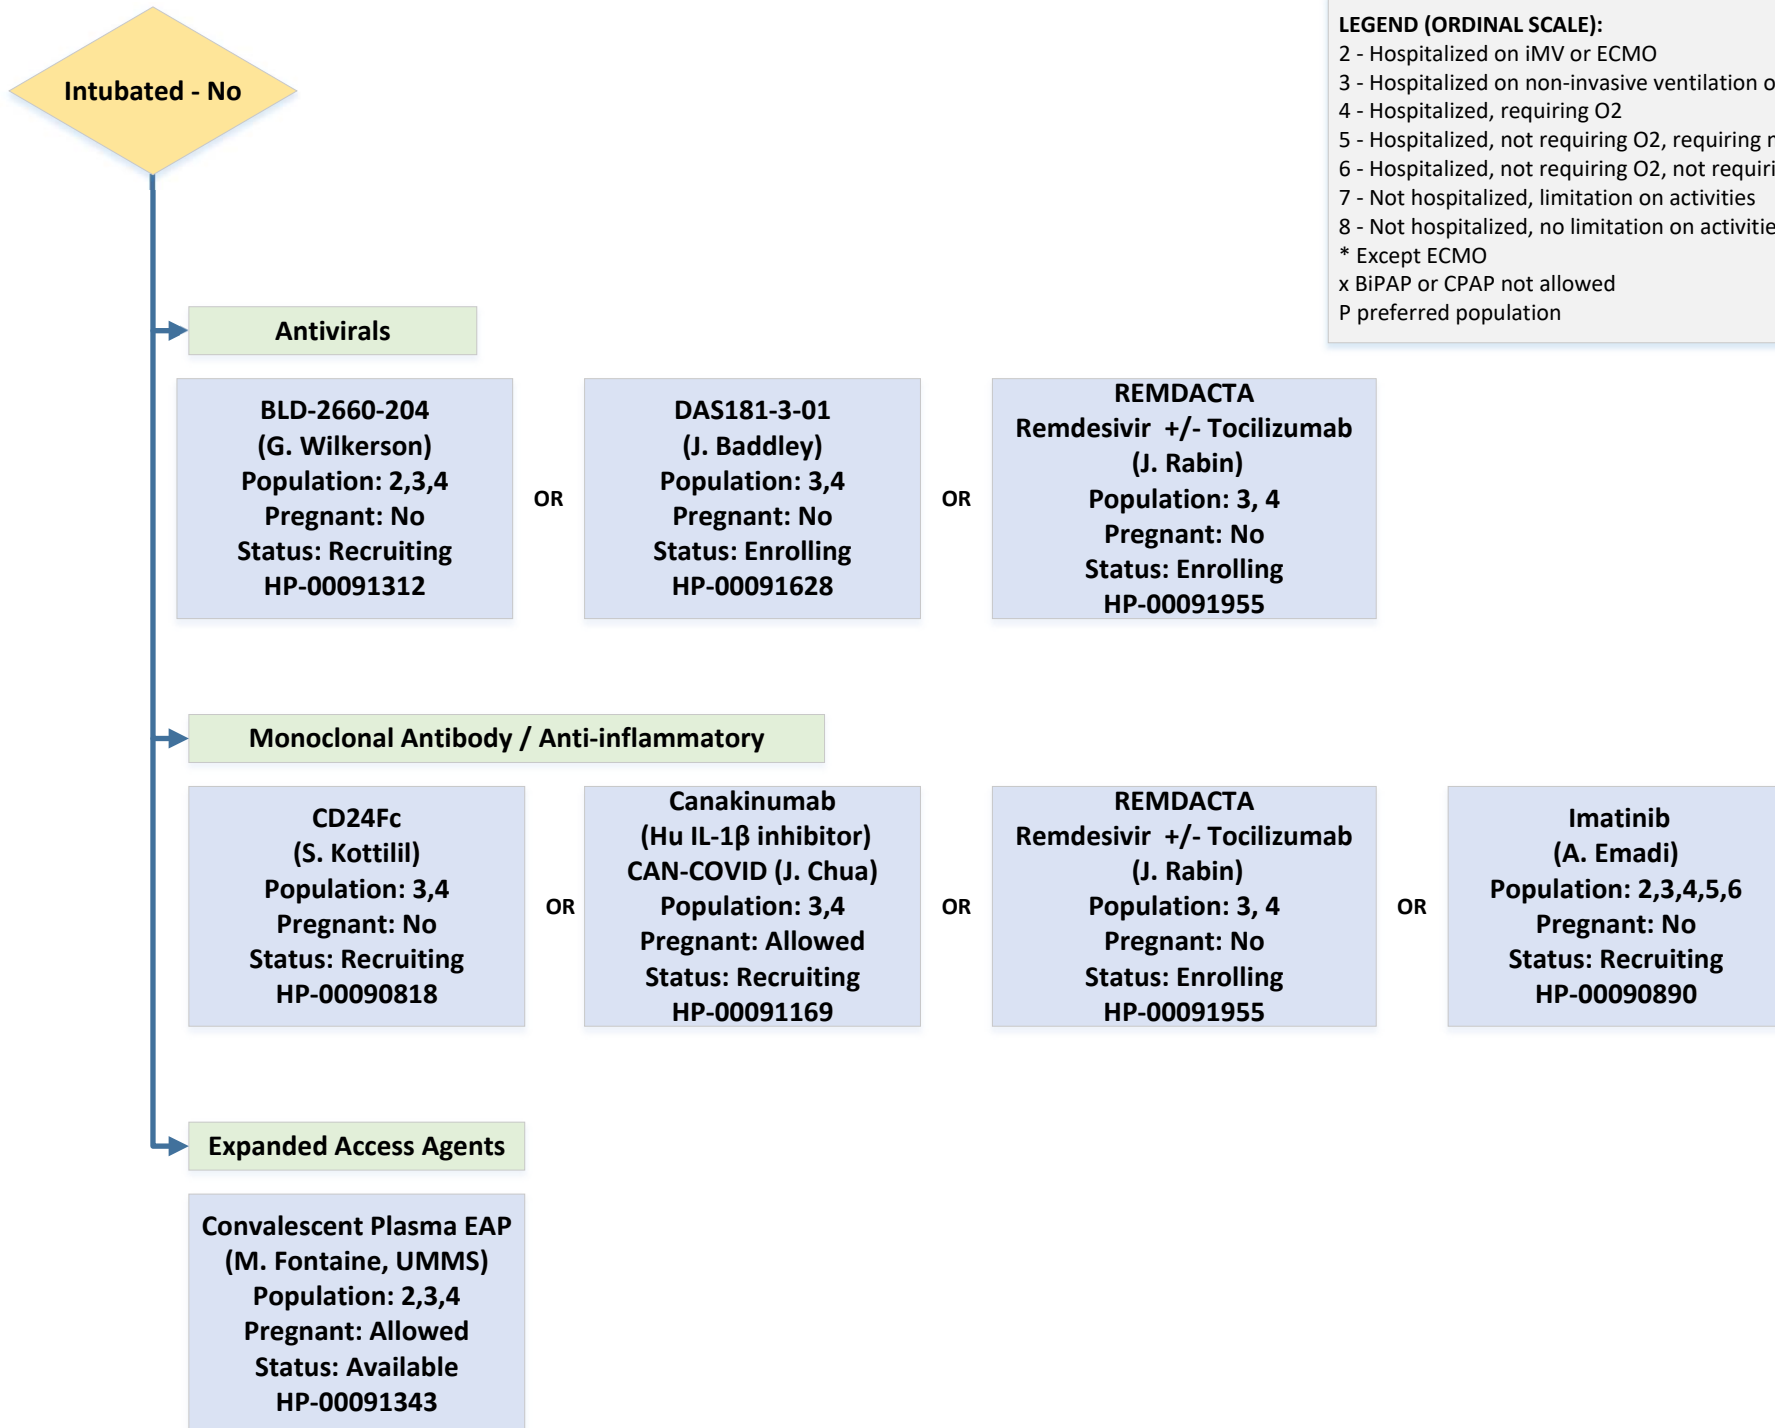 Intubated - No
LEGEND (ORDINAL SCALE):
2 - Hospitalized on iMV or ECMO
3 - Hospitalized on non-invasive ventilation
4 - Hospitalized, requiring O2
5 - Hospitalized, not requiring O2, requiring
6 - Hospitalized, not requiring O2, not
7 - Not hospitalized, limitation on activities
8 - Not hospitalized, no limitation on
* Except ECMO
x BiPAP or CPAP not allowed
P preferred population
Antivirals
BLD-2660-204
(G. Wilkerson)
Population: 2,3,4
Pregnant: No
Status: Recruiting
HP-00091312
OR
DAS181-3-01
(J. Baddley)
Population: 3,4
Pregnant: No
Status: Enrolling
HP-00091628
OR
REMDACTA
Remdesivir +/- Tocilizumab
(J. Rabin)
Population: 3, 4
Pregnant: No
Status: Enrolling
HP-00091955
Monoclonal Antibody / Anti-inflammatory
CD24Fc
(S. Kottilil)
Population: 3,4
Pregnant: No
Status: Recruiting
HP-00090818
OR
Canakinumab
(Hu IL-1β inhibitor)
CAN-COVID (J. Chua)
Population: 3,4
Pregnant: Allowed
Status: Recruiting
HP-00091169
OR
REMDACTA
Remdesivir +/- Tocilizumab
(J. Rabin)
Population: 3, 4
Pregnant: No
Status: Enrolling
HP-00091955
OR
Imatinib
(A. Emadi)
Population: 2,3,4,5,6
Pregnant: No
Status: Recruiting
HP-00090890
Expanded Access Agents
Convalescent Plasma EAP
(M. Fontaine, UMMS)
Population: 2,3,4
Pregnant: Allowed
Status: Available
HP-00091343